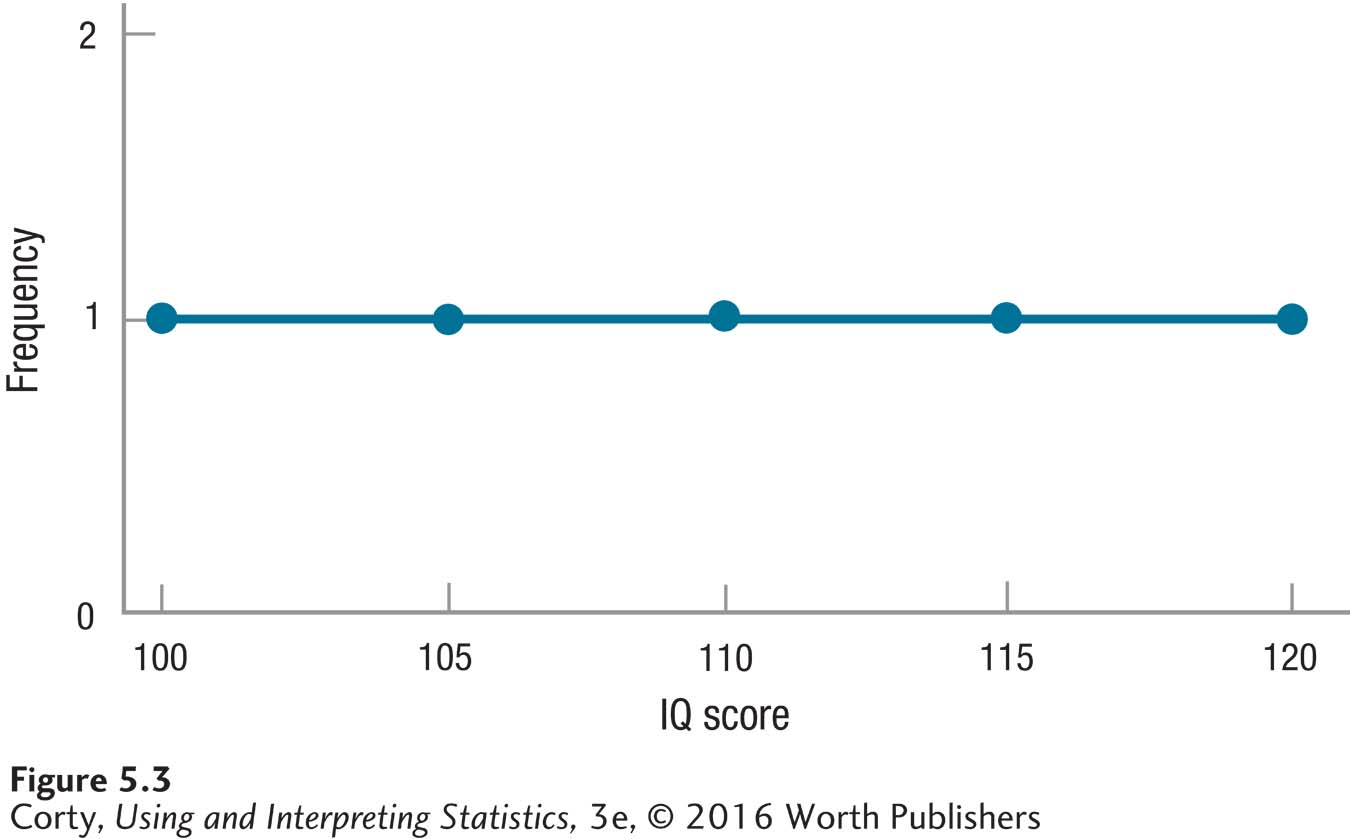 2
1
0
Frequency
100 105 110 115 120
IQ score
Figure 5.3
Corty, Using and Interpreting Statistics, 3e, © 2016 Worth Publishers